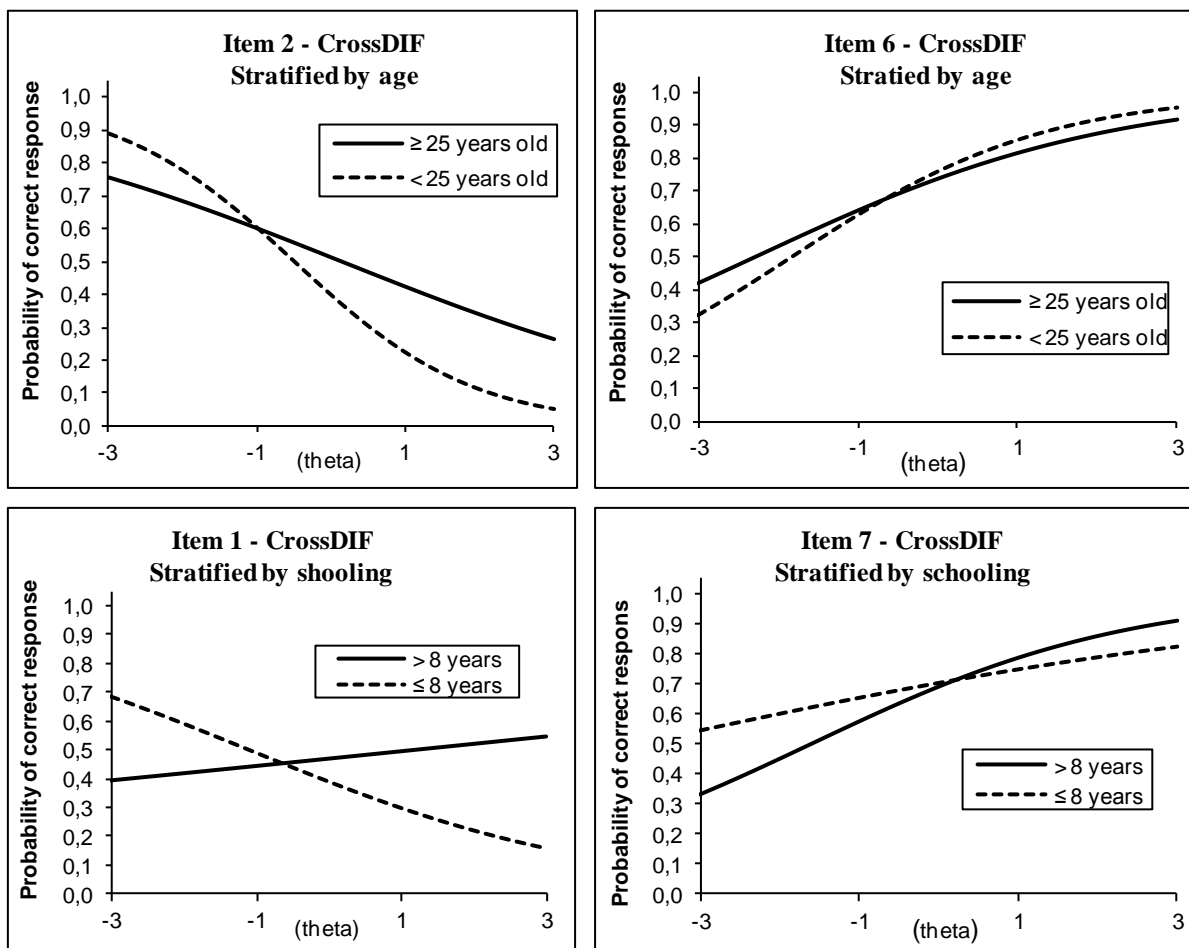 Item 2 - CrossDIF
Stratified by age
Probability of correct response
1,0
0,9
0,8
0,7
0,6
0,5
0,4
0,3
0,2
0,1
0,0
≥ 25 years old
< 25 years old
-3
-1
1
3
(theta)
Item 6 - CrossDIF
Stratied by age
Probability of correct response
1,0
0,9
0,8
0,7
0,6
0,5
0,4
0,3
0,2
0,1
0,0
≥ 25 years old
< 25 years old
-3
-1
1
3
(theta)
Item 1 - CrossDIF
Stratified by shooling
Probability of correct response
1,0
0,9
0,8
0,7
0,6
0,5
0,4
0,3
0,2
0,1
0,0
> 8 years
≤ 8 years
-3
-1
1
3
(theta)
Item 7 - CrossDIF
Stratified by schooling
Probability of correct respons
1,0
0,9
0,8
0,7
0,6
0,5
0,4
0,3
0,2
0,1
0,0
> 8 years
≤ 8 years
-3
-1
1
3
(theta)